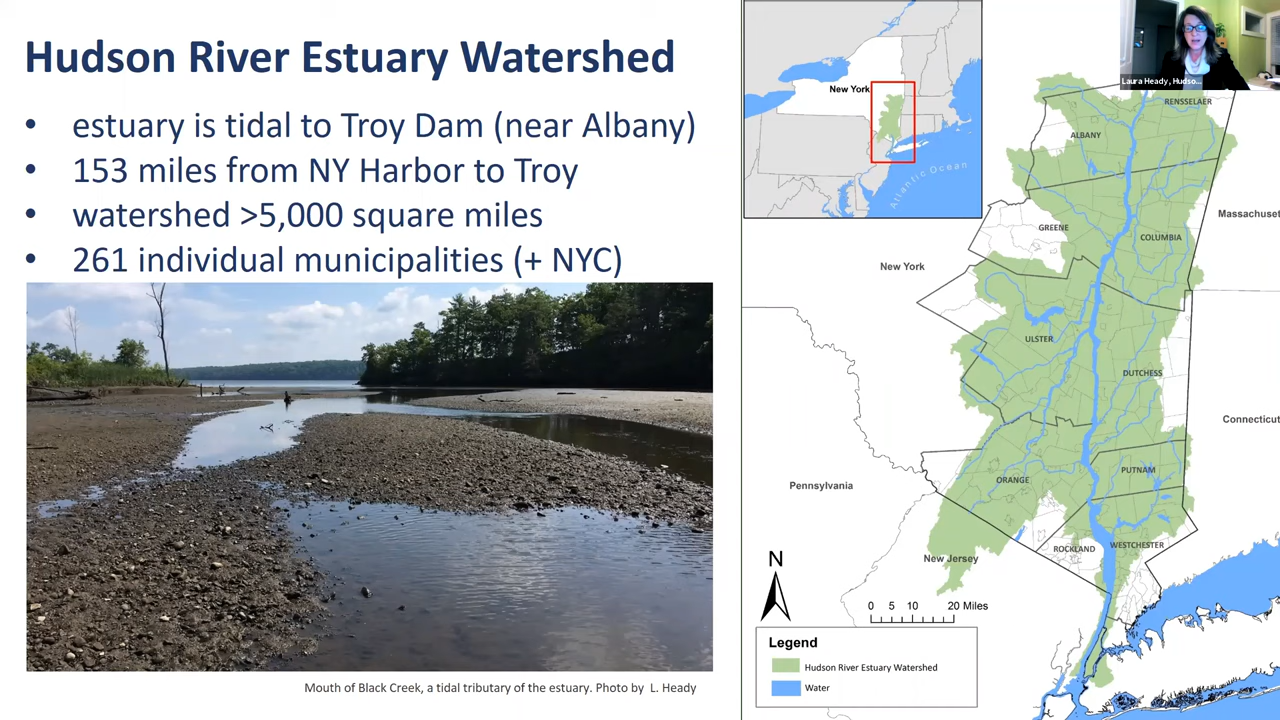 Hudson River Estuary Watershed
• estuary is tidal to Troy Dam (near Albany)
• 153 miles from NY Harbor to Troy
• watershed >5,000 square miles
• 261 individual municipalities (+ NYC)
Mouth of Black Creek, a tidal tributary of the estuary. Photo by L. Heady
New York
Atlantic Ocean
Laura Heady, Hudso...
RENSSELAER
ALBANY
Massachuset
GREENE
COLUMBIA
New York
ULSTER
DUTCHESS
Connecticut
PUTNAM
ORANGE
Pennsylvania
ROCKLAND
WESTCHESTER
New Jersey
N
0 5 10 20 Miles
Legend
Hudson River Estuary Watershed
Water